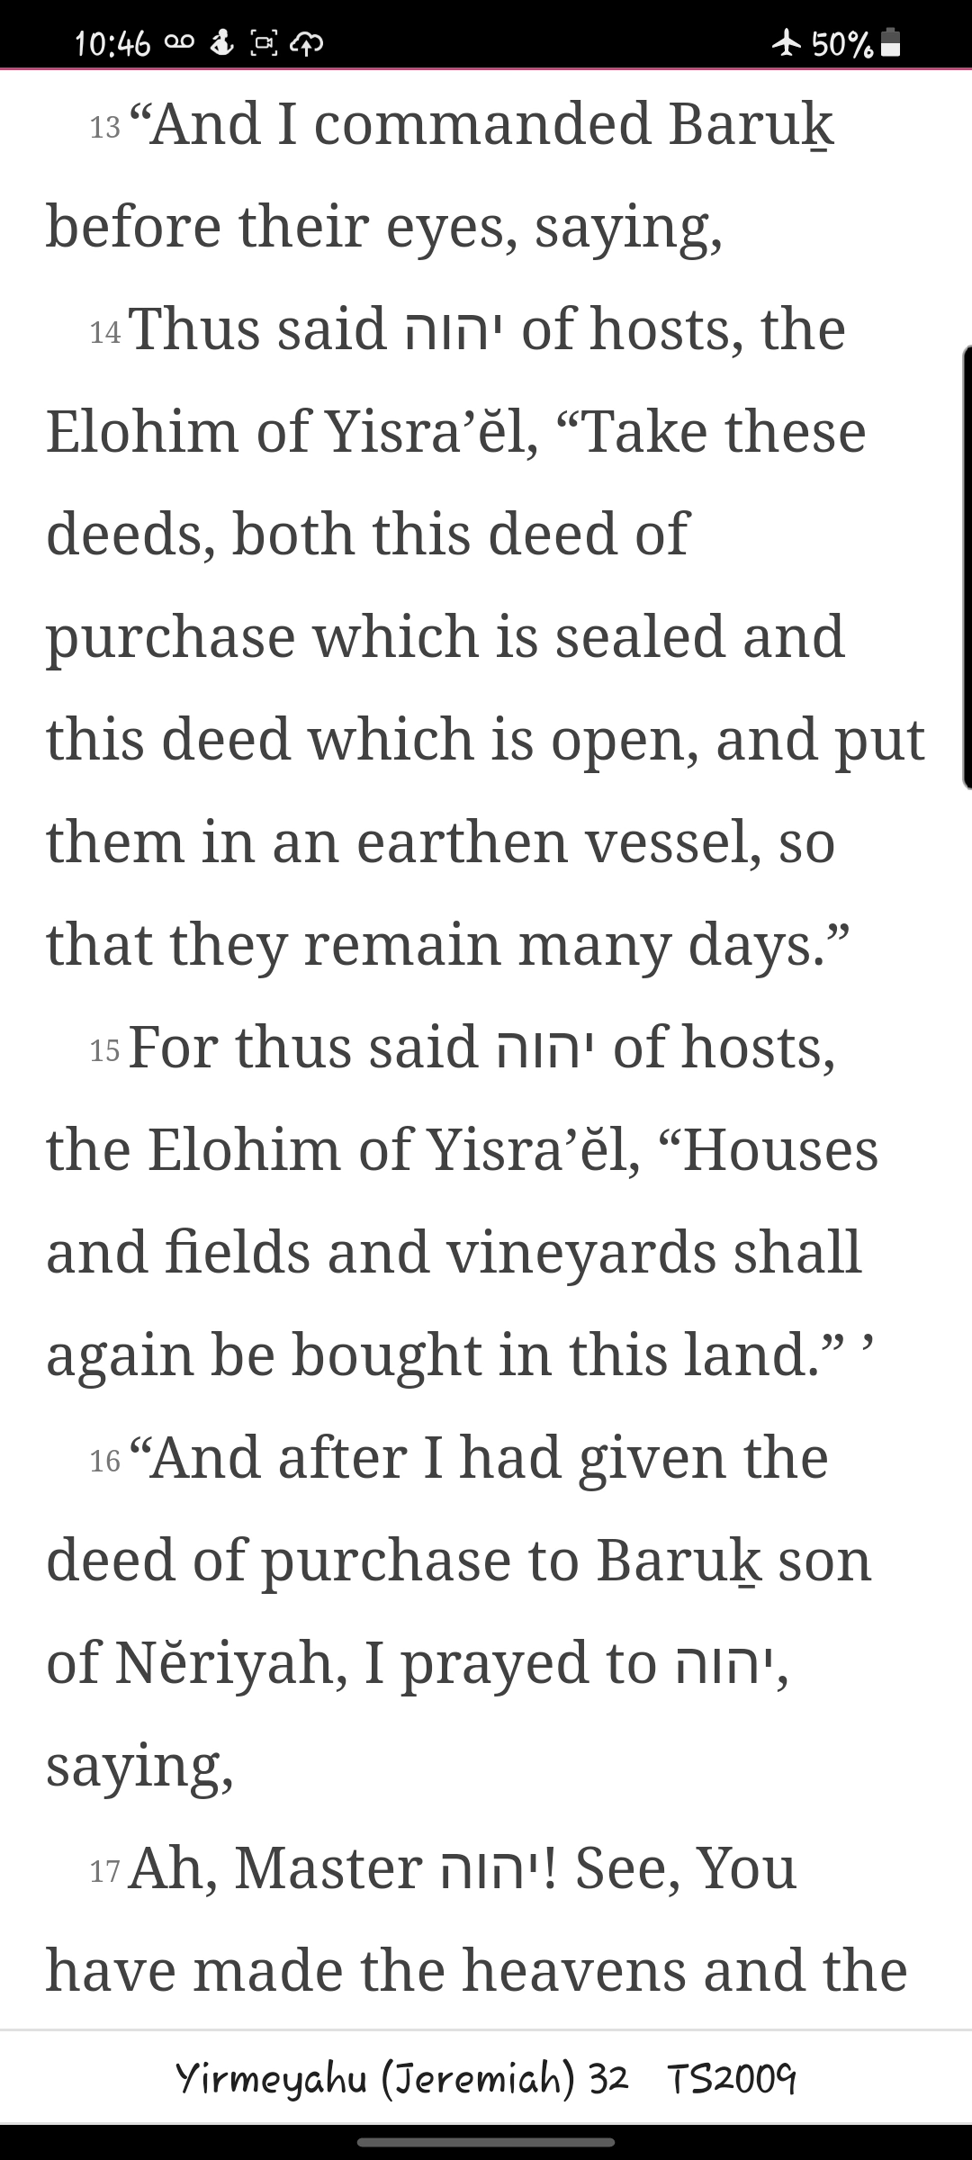 10:46 50%
13 “And I commanded Baruḵ
before their eyes, saying,
14 Thus said יהוה of hosts, the
Elohim of Yisra’ĕl, “Take these
deeds, both this deed of
purchase which is sealed and
this deed which is open, and put
them in an earthen vessel, so
that they remain many days.”
15 For thus said יהוה of hosts,
the Elohim of Yisra’ĕl, “Houses
and fields and vineyards shall
again be bought in this land.” ’
16 “And after I had given the
deed of purchase to Baruḵ son
of Nĕriyah, I prayed to יהוה,
saying,
17 Ah, Master יהוה! See, You
have made the heavens and the
Yirmeyahu (Jeremiah) 32 TS2009